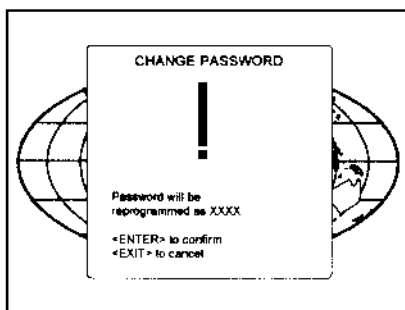 CHANGE PASSWORD
!
Password will be
reprogrammed as XXXX
<ENTER> to confirm
<EXIT> to cancel